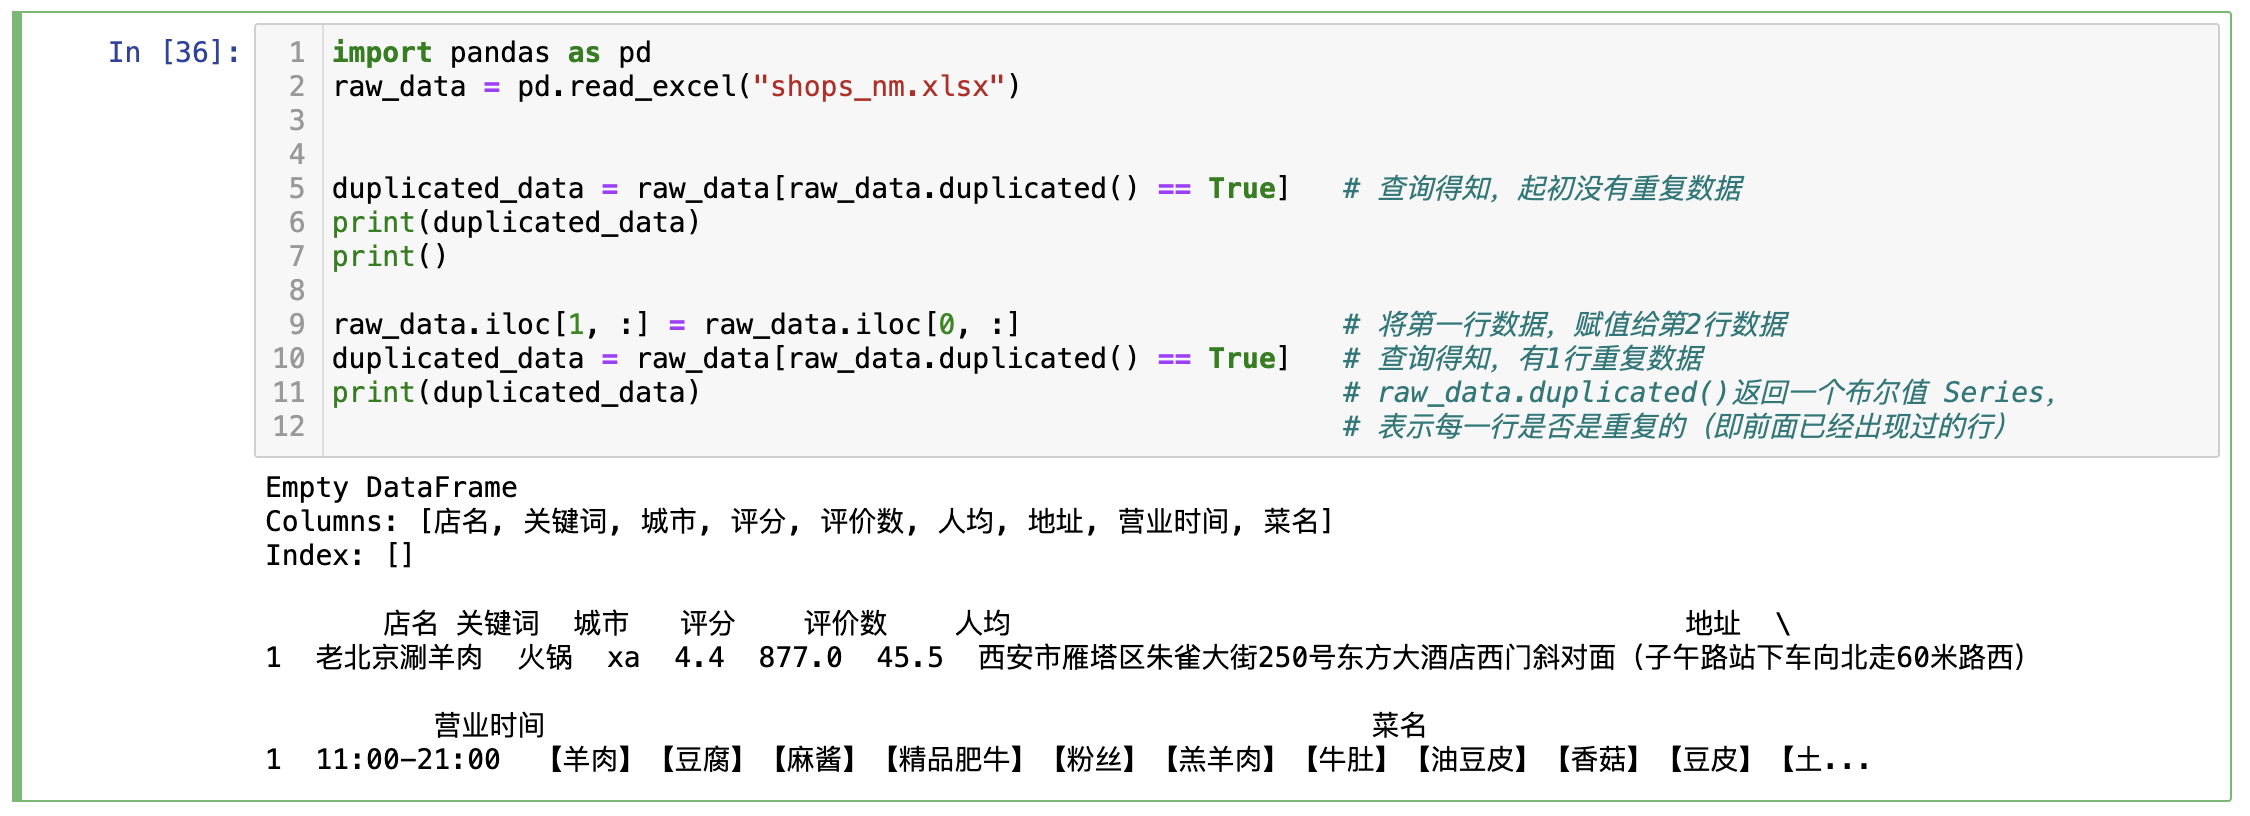 In [36]:
1 import pandas as pd
2 raw_data = pd.read_excel("shops_nm.xlsx")
3
4
5 duplicated_data = raw_data[raw_data.duplicated() == True]   # 查询得知，起初没有重复数据
6 print(duplicated_data)
7 print()
8
9 raw_data.iloc[1, :] = raw_data.iloc[0, :]   # 将第一行数据，赋值给第2行数据
10 duplicated_data = raw_data[raw_data.duplicated() == True]   # 查询得知，有1行重复数据
11 print(duplicated_data)   # raw_data.duplicated()返回一个布尔值 Series，
12   # 表示每一行是否是重复的（即前面已经出现过的行）
Empty DataFrame
Columns: [店名, 关键词, 城市, 评分, 评价数, 人均, 地址, 营业时间, 菜名]
Index: []
店名 关键词 城市 评分 评价数 人均 地址 \
1 老北京涮羊肉 火锅 xa 4.4 877.0 45.5 西安市雁塔区朱雀大街250号东方大酒店西门斜对面（子午路站下车向北走60米路西）
营业时间 菜名
1 11:00-21:00 【羊肉】【豆腐】【麻酱】【精品肥牛】【粉丝】【羔羊肉】【牛肚】【油豆皮】【香菇】【豆皮】【土...